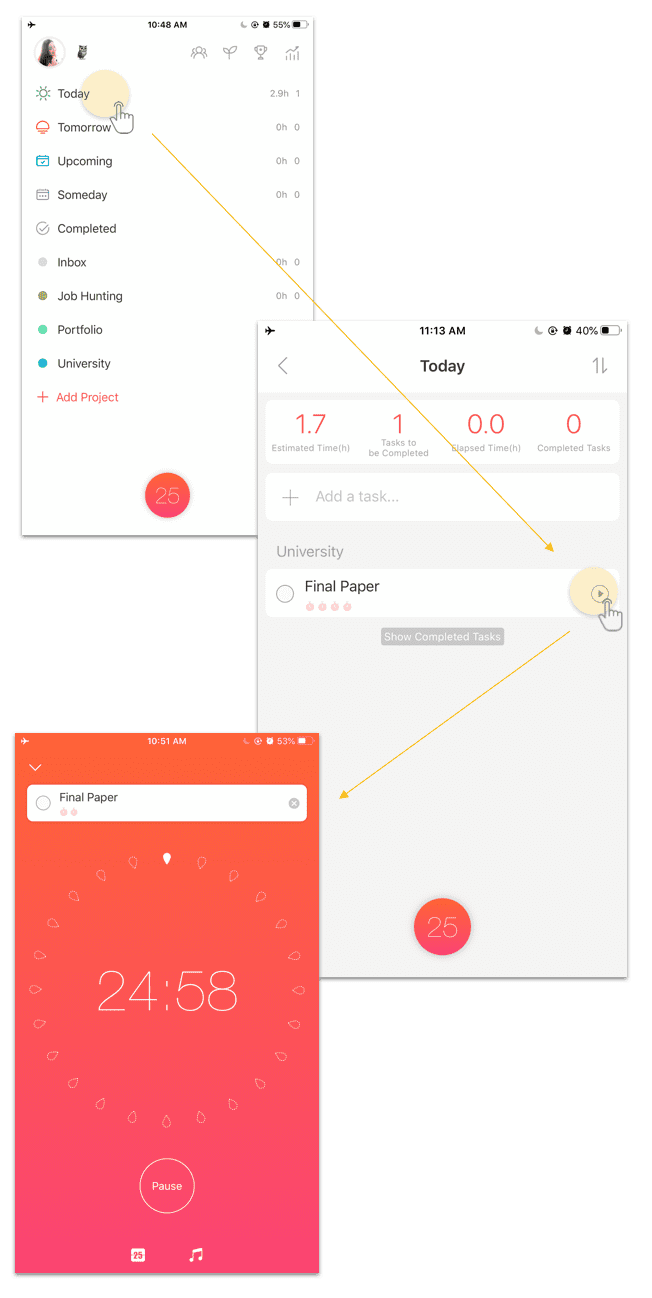 10:48 AM
55%
Today 2.9h 1
Tomorrow 0h 0
Upcoming 0h 0
Someday 0h 0
Completed
Inbox 0h 0
Job Hunting 0h 0
Portfolio
University
+ Add Project
25
11:13 AM
40%
Today
1.7 1 0.0 0
Estimated Time(h) Tasks to be Completed Elapsed Time(h) Completed Tasks
+ Add a task...
University
Final Paper
Show Completed Tasks
25
10:51 AM
53%
Final Paper
24:58
Pause
25